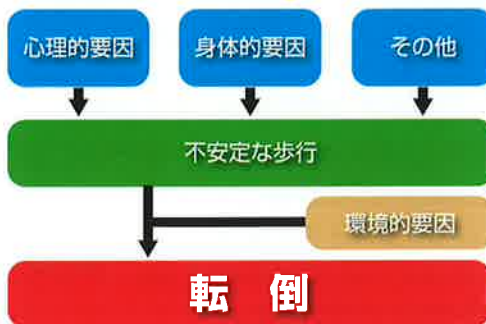 心理的要因
身体的要因
その他
不安定な歩行
環境的要因
転倒